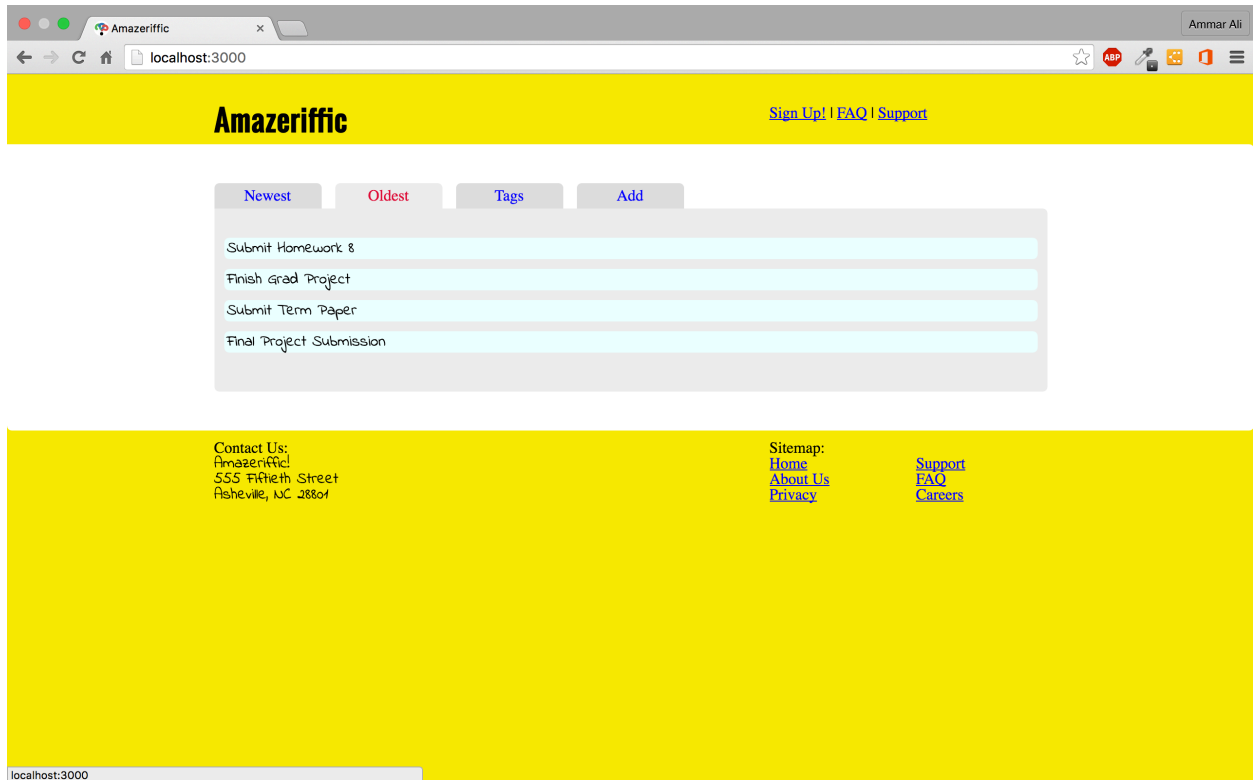 Amazeriffic
Ammar Ali
localhost:3000
ABP
Amazeriffic
Sign Up! | FAQ | Support
Newest Oldest Tags Add
Submit Homework 8
Finish Grad Project
Submit Term Paper
Final Project Submission
Contact Us:
Amazeriffic!
555 Fiftieth Street
Asheville, NC 28801
Sitemap:
Home Support
About Us FAQ
Privacy Careers
localhost:3000